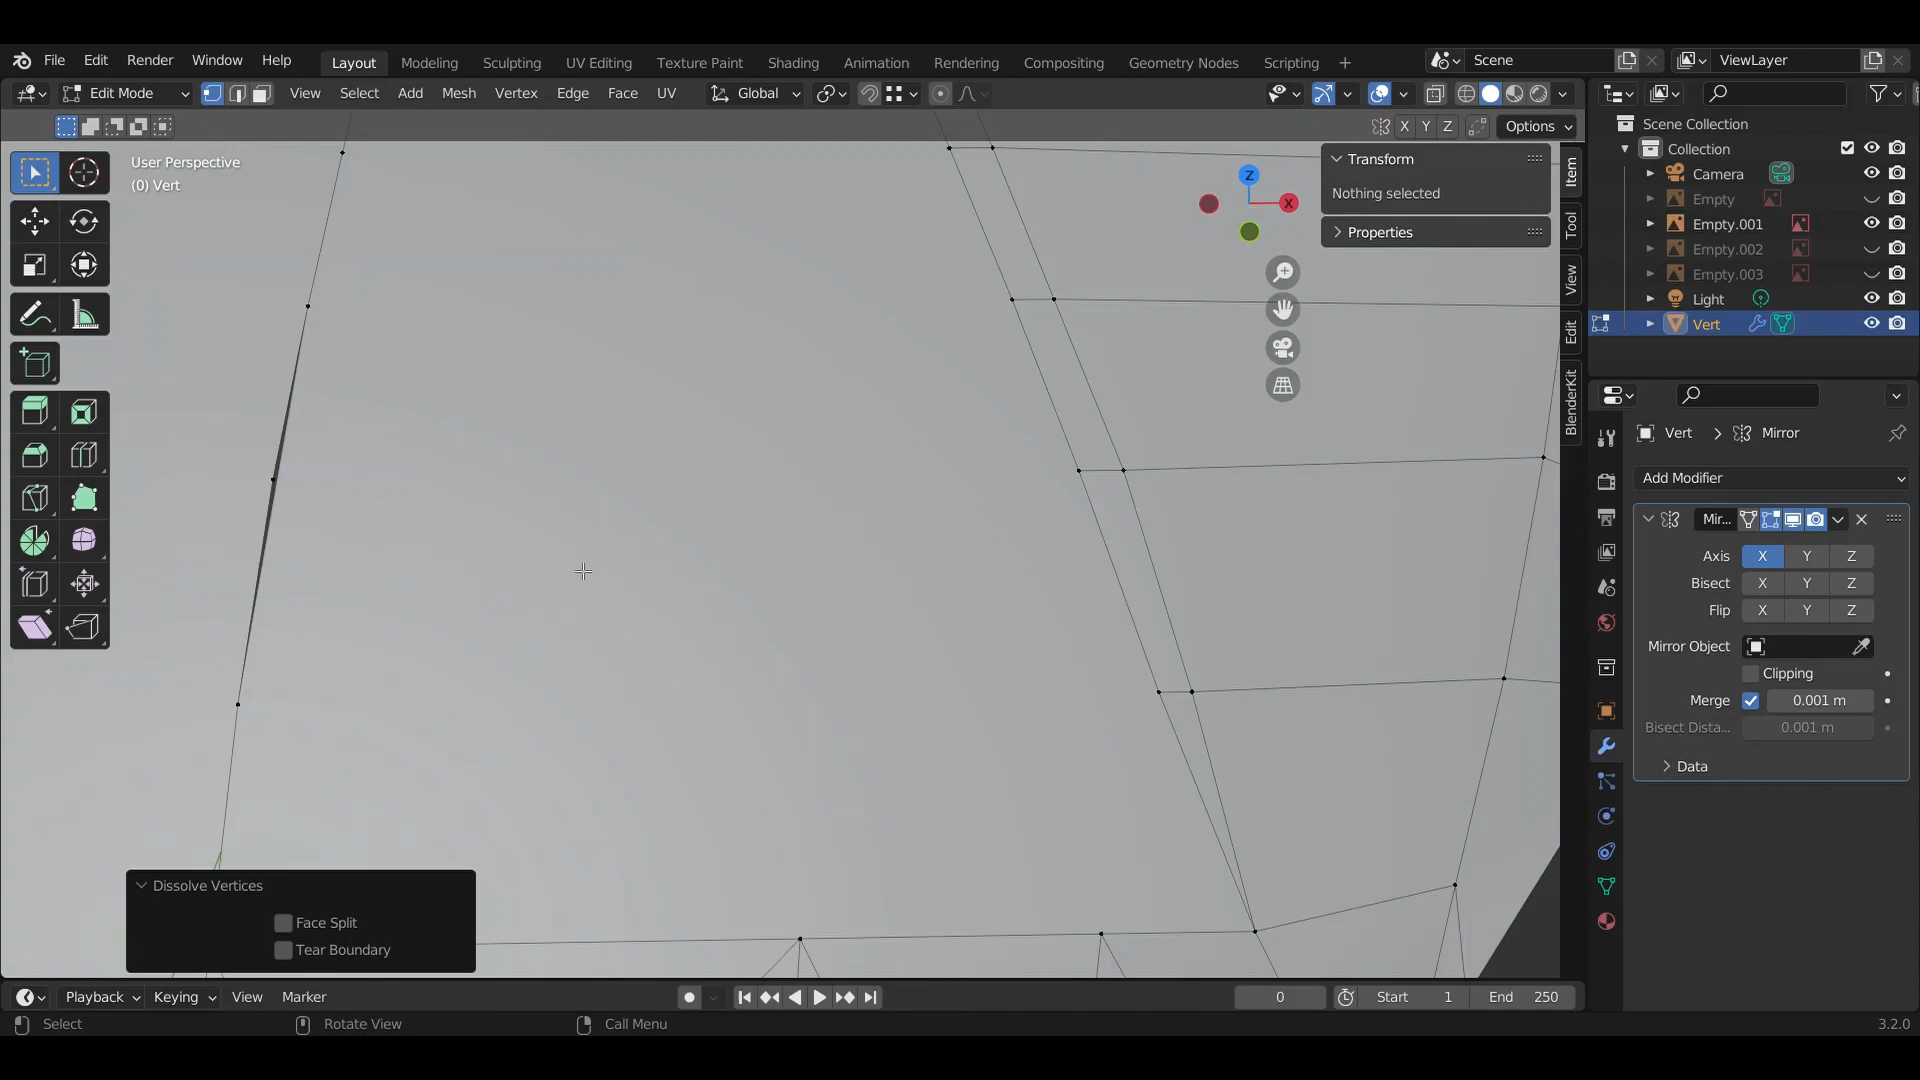 File Edit Render Window Help Layout Modeling Sculpting UV Editing Texture Paint Shading Animation Rendering Compositing Geometry Nodes Scripting + Scene ViewLayer
Edit Mode View Select Add Mesh Vertex Edge Face UV Global
X Y Z Options
User Perspective
(0) Vert
Transform
Nothing selected
Properties
Z
X
Item
Tool
View
Edit
BlenderKit
Scene Collection
Collection
Camera
Empty
Empty.001
Empty.002
Empty.003
Light
Vert
Vert > Mirror
Add Modifier
Mir...
Axis X Y Z
Bisect X Y Z
Flip X Y Z
Mirror Object
Clipping
Merge 0.001 m
Bisect Dista... 0.001 m
Data
Dissolve Vertices
Face Split
Tear Boundary
Playback Keying View Marker 0 Start 1 End 250
Select Rotate View Call Menu 3.2.0